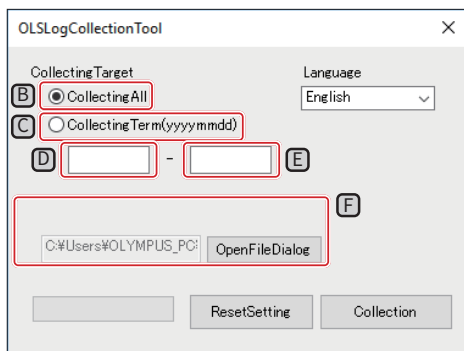 OLSLogCollectionTool
CollectingTarget Language
B CollectingAll English
C CollectingTerm(yyyymmdd)
D - E
F
C:¥Users¥OLYMPUS_PC¥ OpenFileDialog
ResetSetting Collection